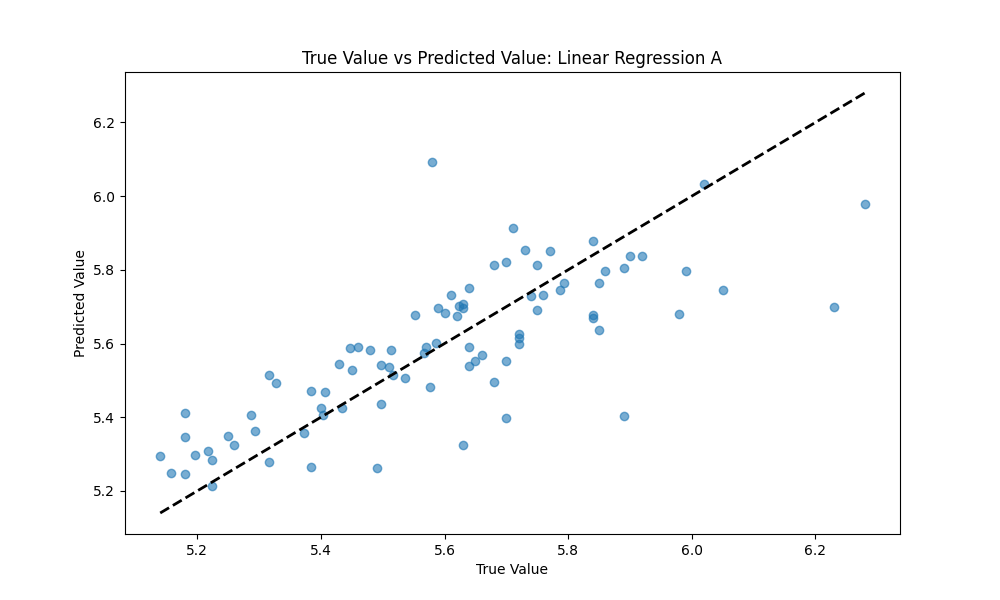 True Value vs Predicted Value: Linear Regression A
6.2
6.0
5.8
5.6
5.4
5.2
Predicted Value
5.2 5.4 5.6 5.8 6.0 6.2
True Value